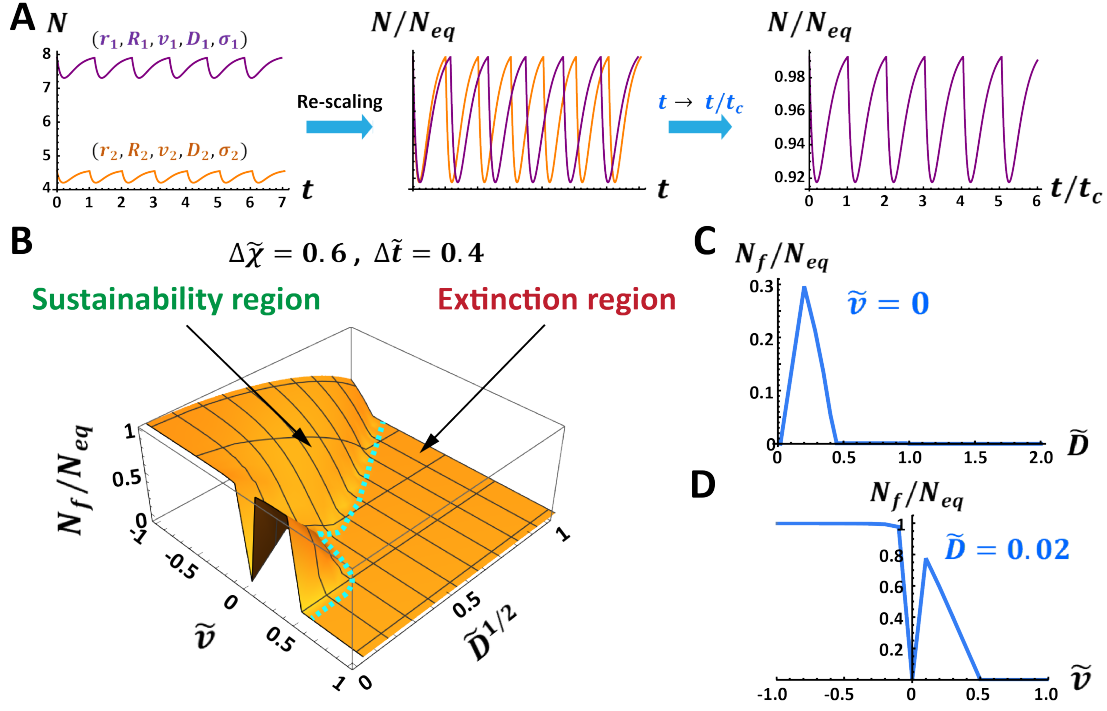 A
N
(r₁, R₁, v₁, D₁, σ₁)
8
7
5
4
(r₂, R₂, v₂, D₂, σ₂)
0 1 2 3 4 5 6 7
t
Re-scaling
N/N_eq
t
t → t/t_c
N/N_eq
0.98
0.96
0.94
0.92
0 1 2 3 4 5 6
t/t_c
B
Δχ̃ = 0.6 , Δt̃ = 0.4
Sustainability region
Extinction region
N_f/N_eq
1
0.5
0
-1
-0.5
0
0.5
1
ṽ
0
0.5
1
D̃^1/2
C
N_f/N_eq
ṽ = 0
0.3
0.2
0.1
0
0.0 0.5 1.0 1.5 2.0
D̃
D
N_f/N_eq
D̃ = 0.02
1
0.8
0.6
0.4
0.2
-1.0 -0.5 0 0.5 1.0
ṽ